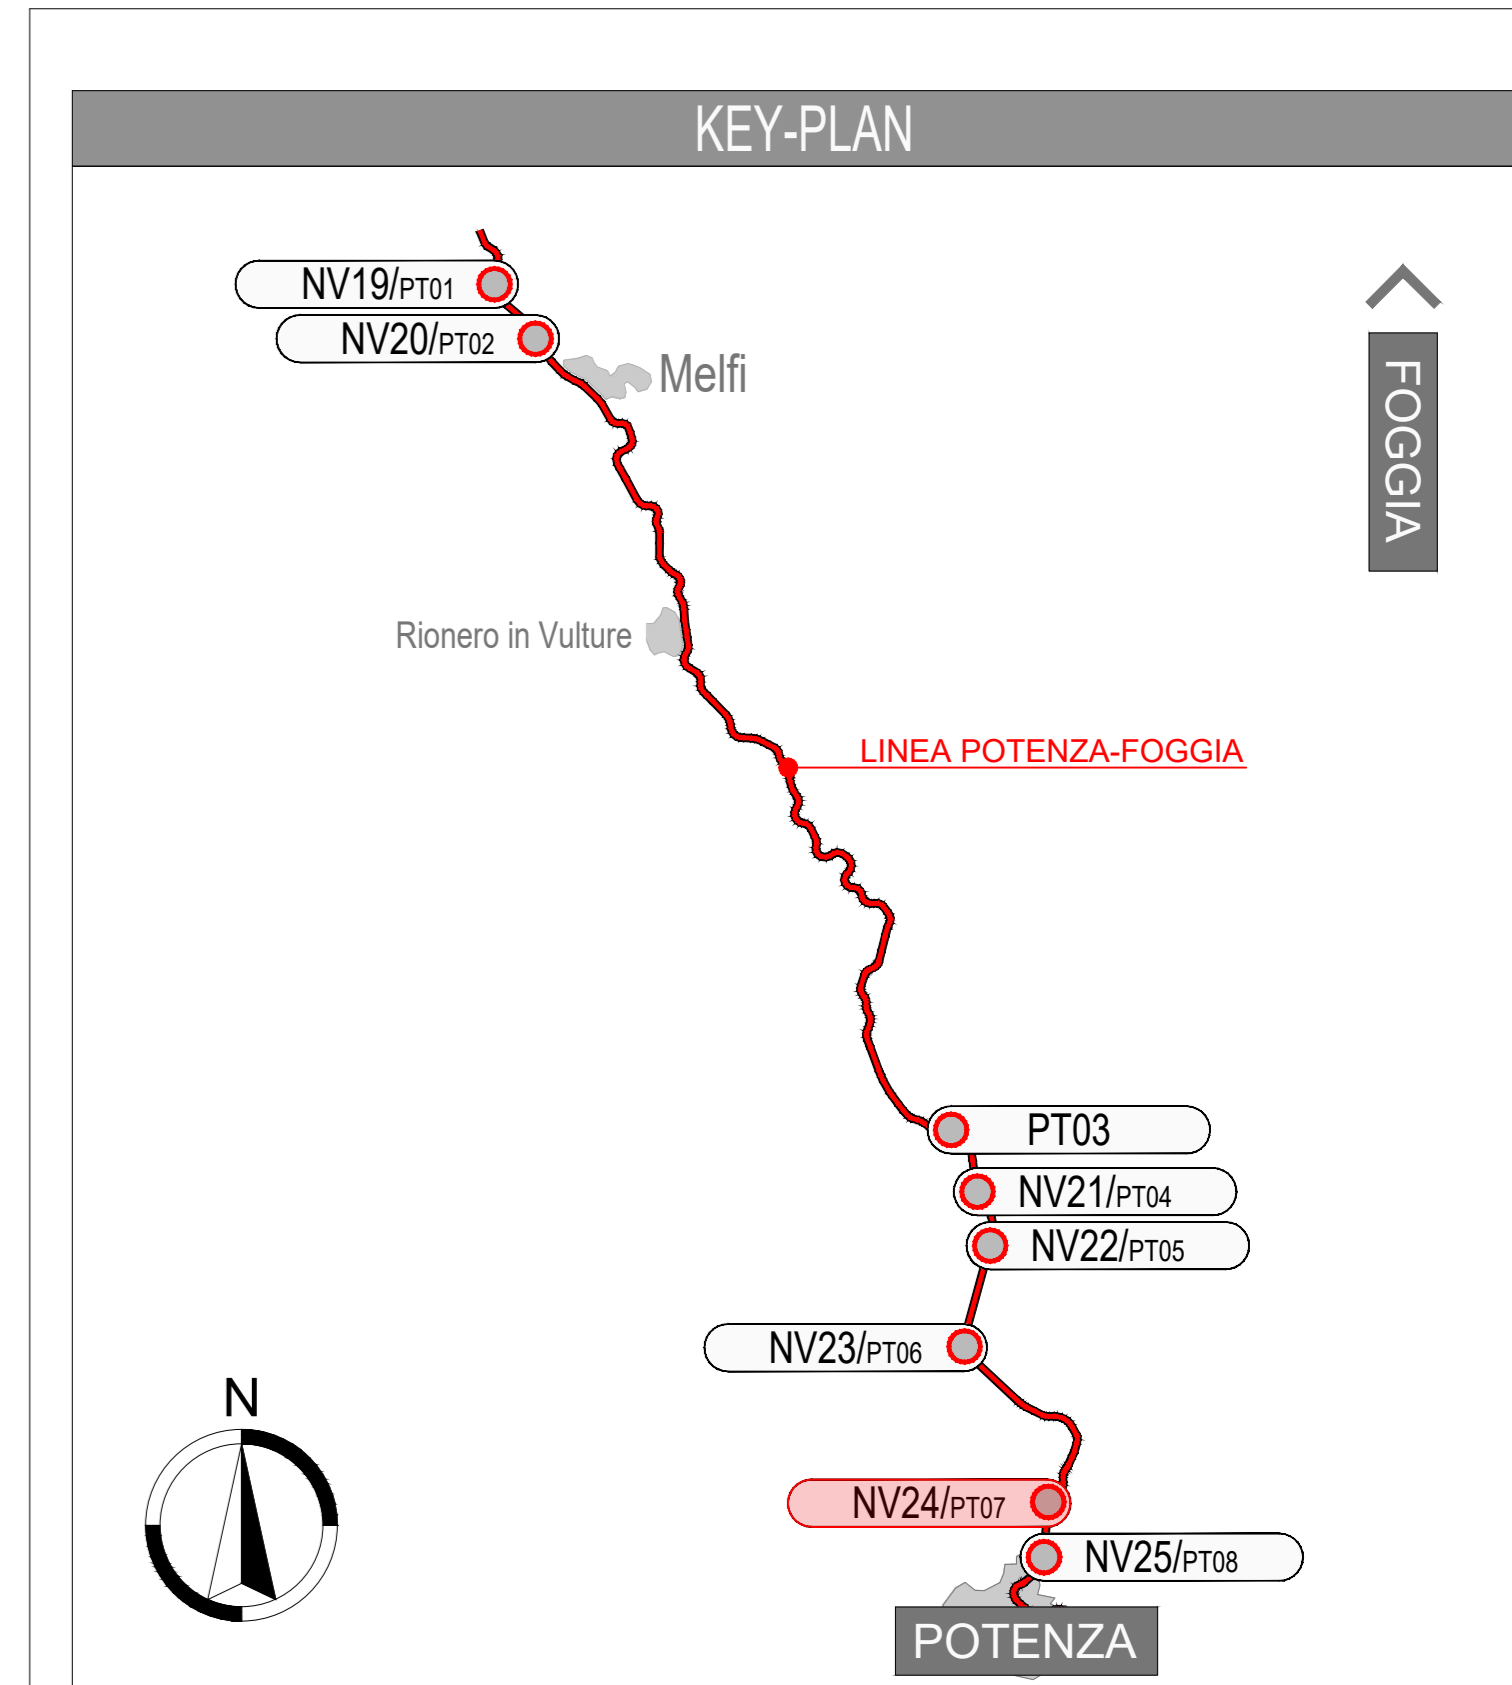 KEY-PLAN
NV19/PT01
NV20/PT02
Melfi
FOGGIA
Rionero in Vulture
LINEA POTENZA-FOGGIA
PT03
NV21/PT04
NV22/PT05
NV23/PT06
N
NV24/PT07
NV25/PT08
POTENZA